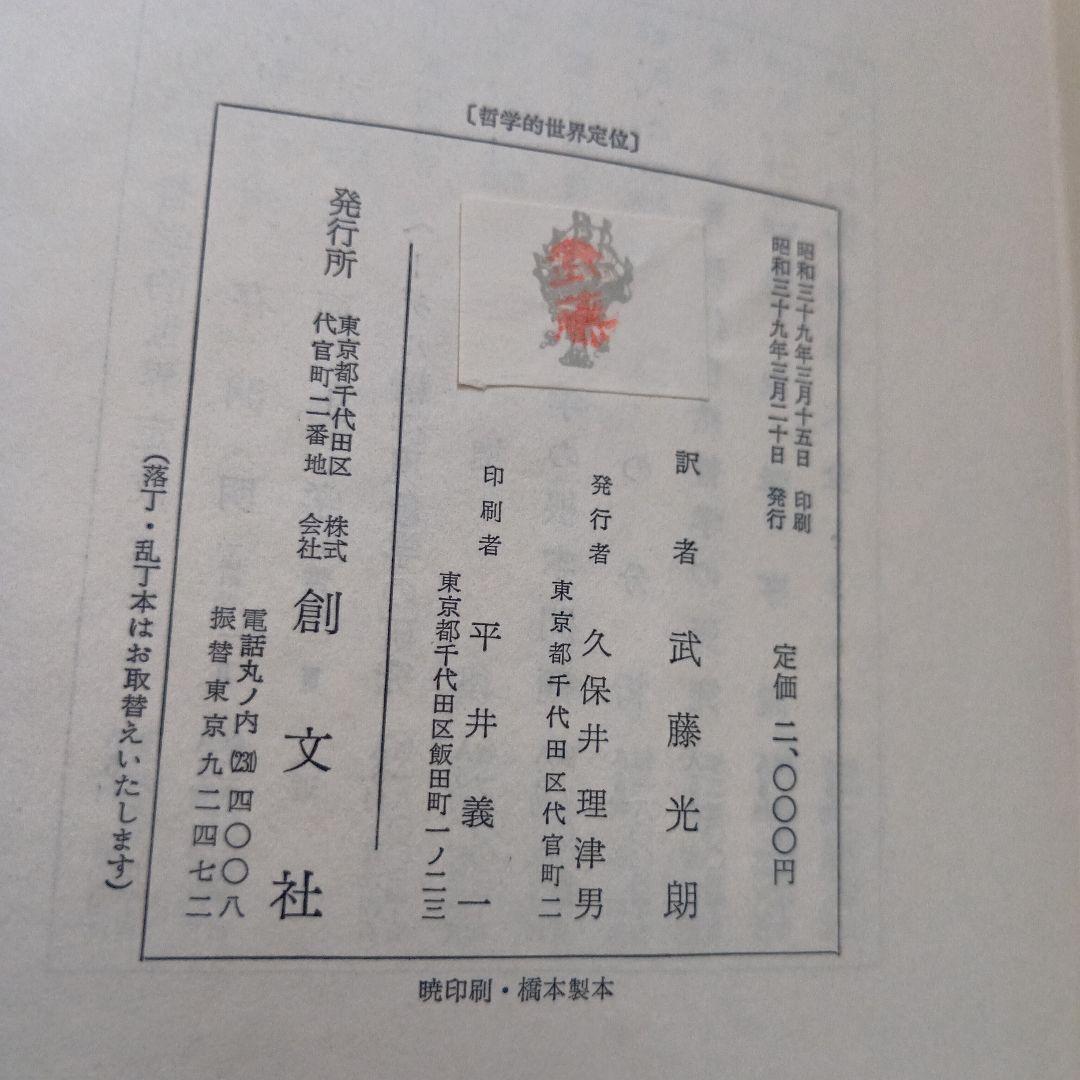 〔哲学的世界定位〕
昭和三十九年三月十五日 印刷
昭和三十九年三月二十日 発行
定価 二、〇〇〇円
訳者 武藤光朗
発行者 久保井理津男
東京都千代田区代官町二
印刷者 平井義一
東京都千代田区飯田町一ノ二三
武藤
発行所 東京都千代田区
代官町二番地
株式
会社 創文社
電話丸ノ内(231)四〇〇八
振替東京九二四七二
(落丁・乱丁本はお取替えいたします)
暁印刷・橋本製本